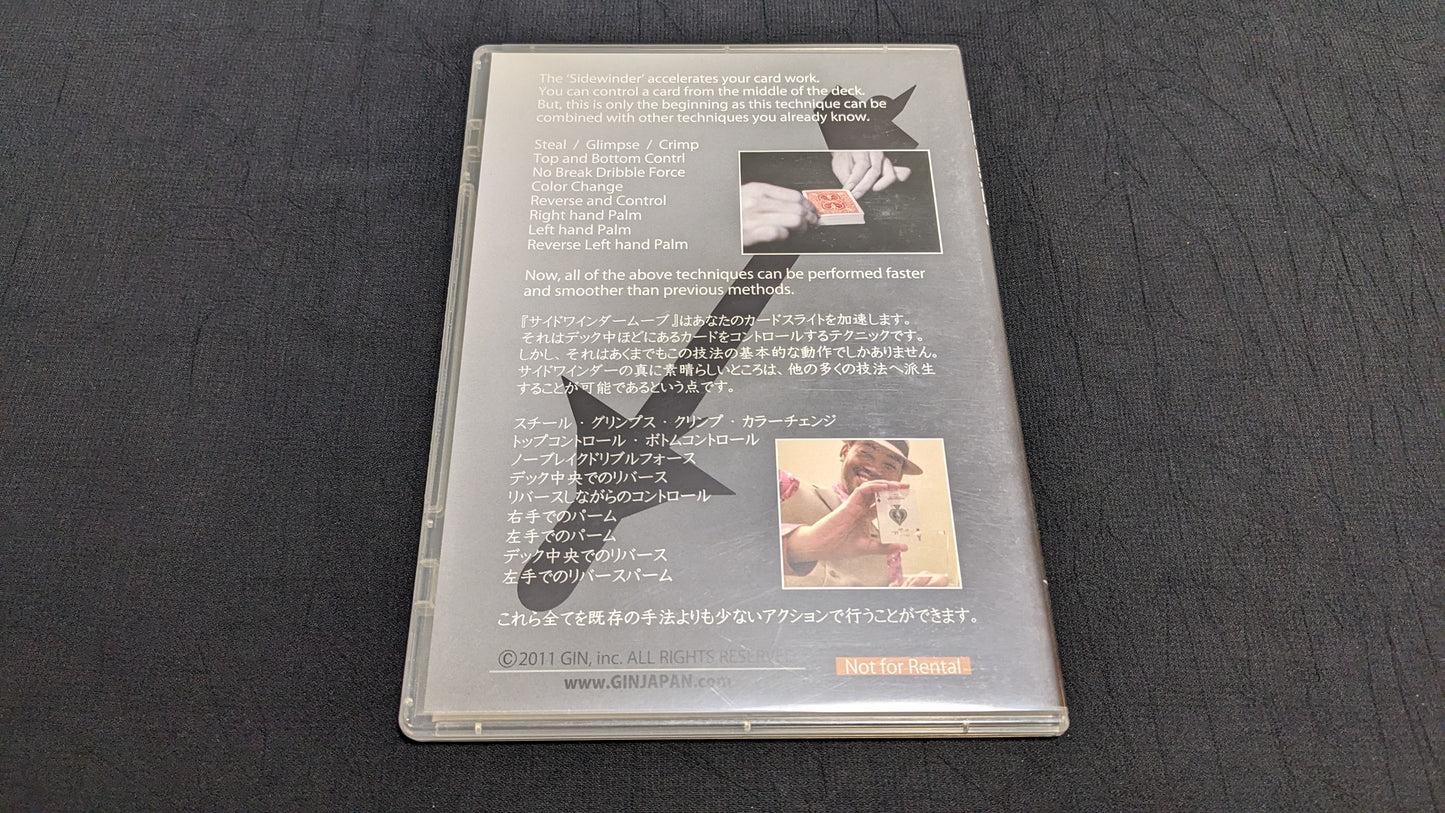 The 'Sidewinder' accelerates your card work.
You can control a card from the middle of the deck.
But, this is only the beginning as this technique can be
combined with other techniques you already know.
Steal / Glimpse / Crimp
Top and Bottom Contrl
No Break Dribble Force
Color Change
Reverse and Control
Right hand Palm
Left hand Palm
Reverse Left hand Palm
Now, all of the above techniques can be performed faster
and smoother than previous methods.
『サイドワインダームーブ』はあなたのカードスライトを加速します。
それはデック中ほどにあるカードをコントロールするテクニックです。
しかし、それはあくまでもこの技法の基本的な動作でしかありません。
サイドワインダーの真に素晴らしいところは、他の多くの技法へ派生
することが可能であるという点です。
スチール・グリンプス・クリンプ・カラーチェンジ
トップコントロール・ボトムコントロール
ノーブレイクドリブルフォース
デック中央でのリバース
リバースしながらのコントロール
右手でのパーム
左手でのパーム
デック中央でのリバース
左手でのリバースパーム
これら全てを既存の手法よりも少ないアクションで行うことができます。
©2011 GIN, inc. ALL RIGHTS RESERVED
Not for Rental
www.GINJAPAN.com